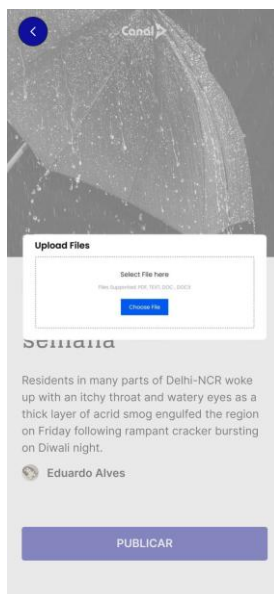 Canal
Upload Files
Select File here
Files Supported: PDF, TEXT, DOC , DOCX
Choose File
semana
Residents in many parts of Delhi-NCR woke
up with an itchy throat and watery eyes as a
thick layer of acrid smog engulfed the region
on Friday following rampant cracker bursting
on Diwali night.
Eduardo Alves
PUBLICAR